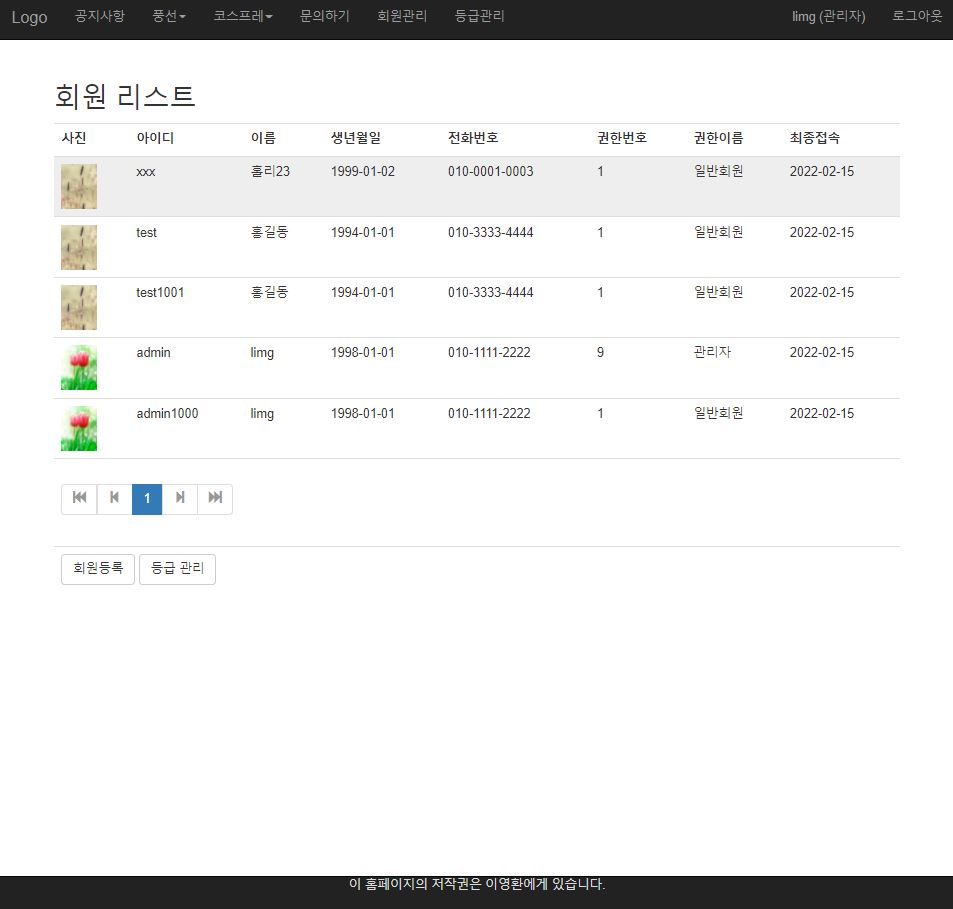 Logo 공지사항 풍선 코스프레 문의하기 회원관리 등급관리 limg (관리자) 로그아웃
회원 리스트
사진 아이디 이름 생년월일 전화번호 권한번호 권한이름 최종접속
xxx 홀리23 1999-01-02 010-0001-0003 1 일반회원 2022-02-15
test 홍길동 1994-01-01 010-3333-4444 1 일반회원 2022-02-15
test1001 홍길동 1994-01-01 010-3333-4444 1 일반회원 2022-02-15
admin limg 1998-01-01 010-1111-2222 9 관리자 2022-02-15
admin1000 limg 1998-01-01 010-1111-2222 1 일반회원 2022-02-15
1
회원등록 등급 관리
이 홈페이지의 저작권은 이영환에게 있습니다.